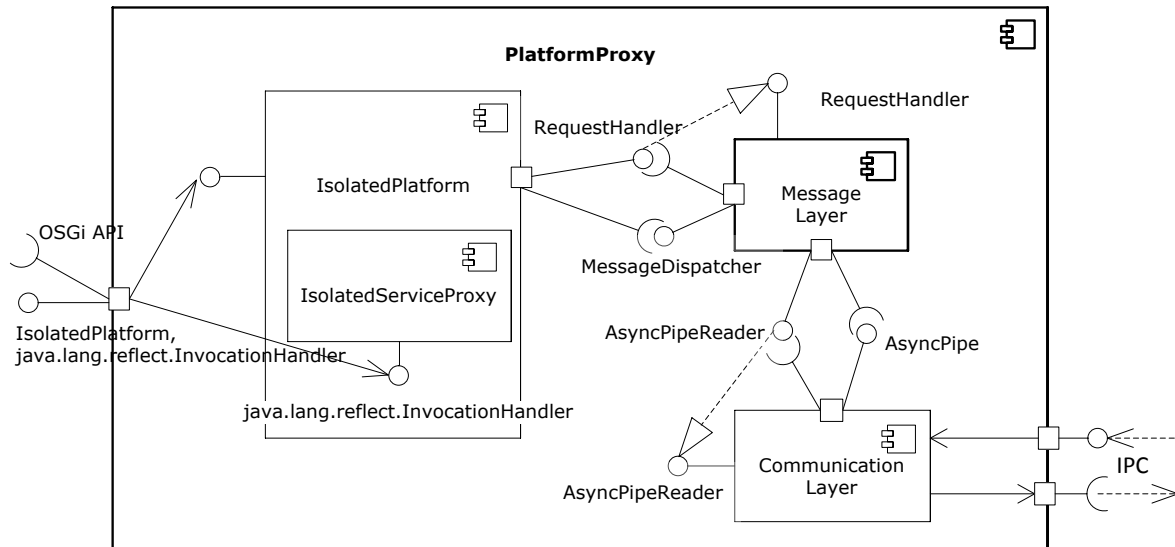 PlatformProxy
RequestHandler
RequestHandler
IsolatedPlatform
Message
Layer
OSGi API
MessageDispatcher
IsolatedServiceProxy
IsolatedPlatform,
java.lang.reflect.InvocationHandler
AsyncPipeReader
AsyncPipe
java.lang.reflect.InvocationHandler
Communication
Layer
IPC
AsyncPipeReader